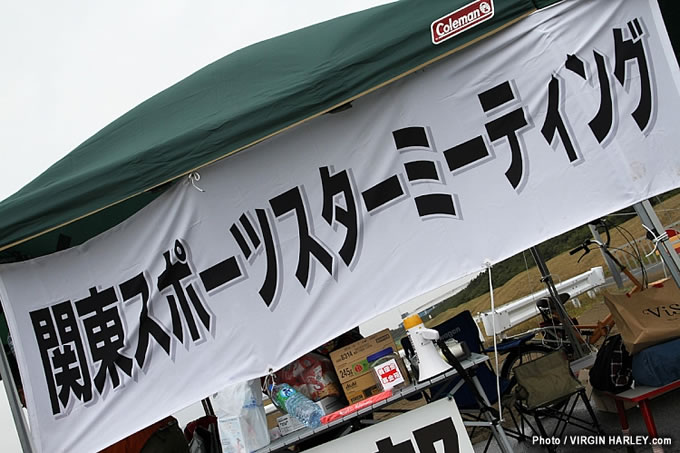 Coleman
関東スポーツスターミーティング
245g
Photo / VIRGIN HARLEY.com